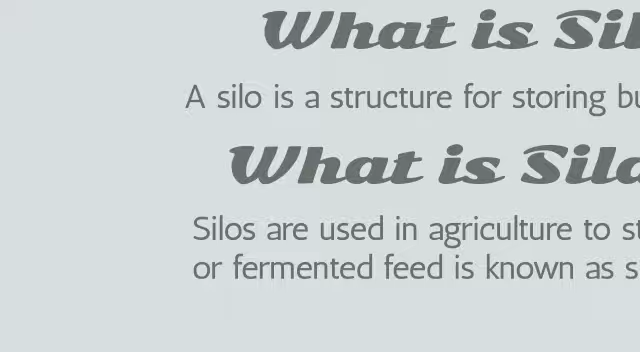 What is
A silo is a structure for storing
What is
Silos are used in agriculture to
or fermented feed is known as